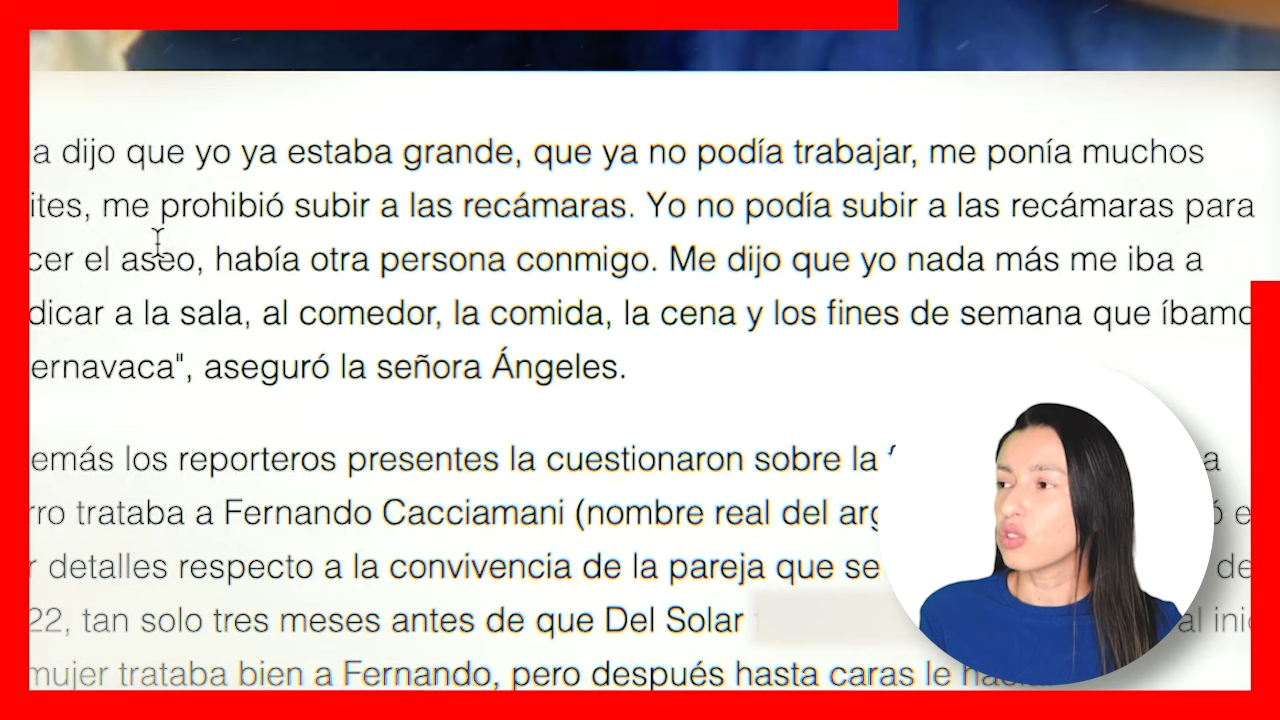 a dijo que yo ya estaba grande, que ya no podía trabajar, me ponía muchos
ites, me prohibió subir a las recámaras. Yo no podía subir a las recámaras para
cer el aseo, había otra persona conmigo. Me dijo que yo nada más me iba a
dicar a la sala, al comedor, la comida, la cena y los fines de semana que íbamo
ernavaca", aseguró la señora Ángeles.
emás los reporteros presentes la cuestionaron sobre la a
rro trataba a Fernando Cacciamani (nombre real del arg ó e
r detalles respecto a la convivencia de la pareja que se de
22, tan solo tres meses antes de que Del Solar al ini
mujer trataba bien a Fernando, pero después hasta caras le